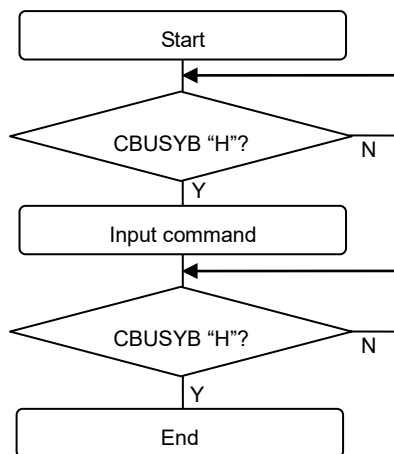 Start
CBUSYB “H”?
N
Y
Input command
CBUSYB “H”?
N
Y
End